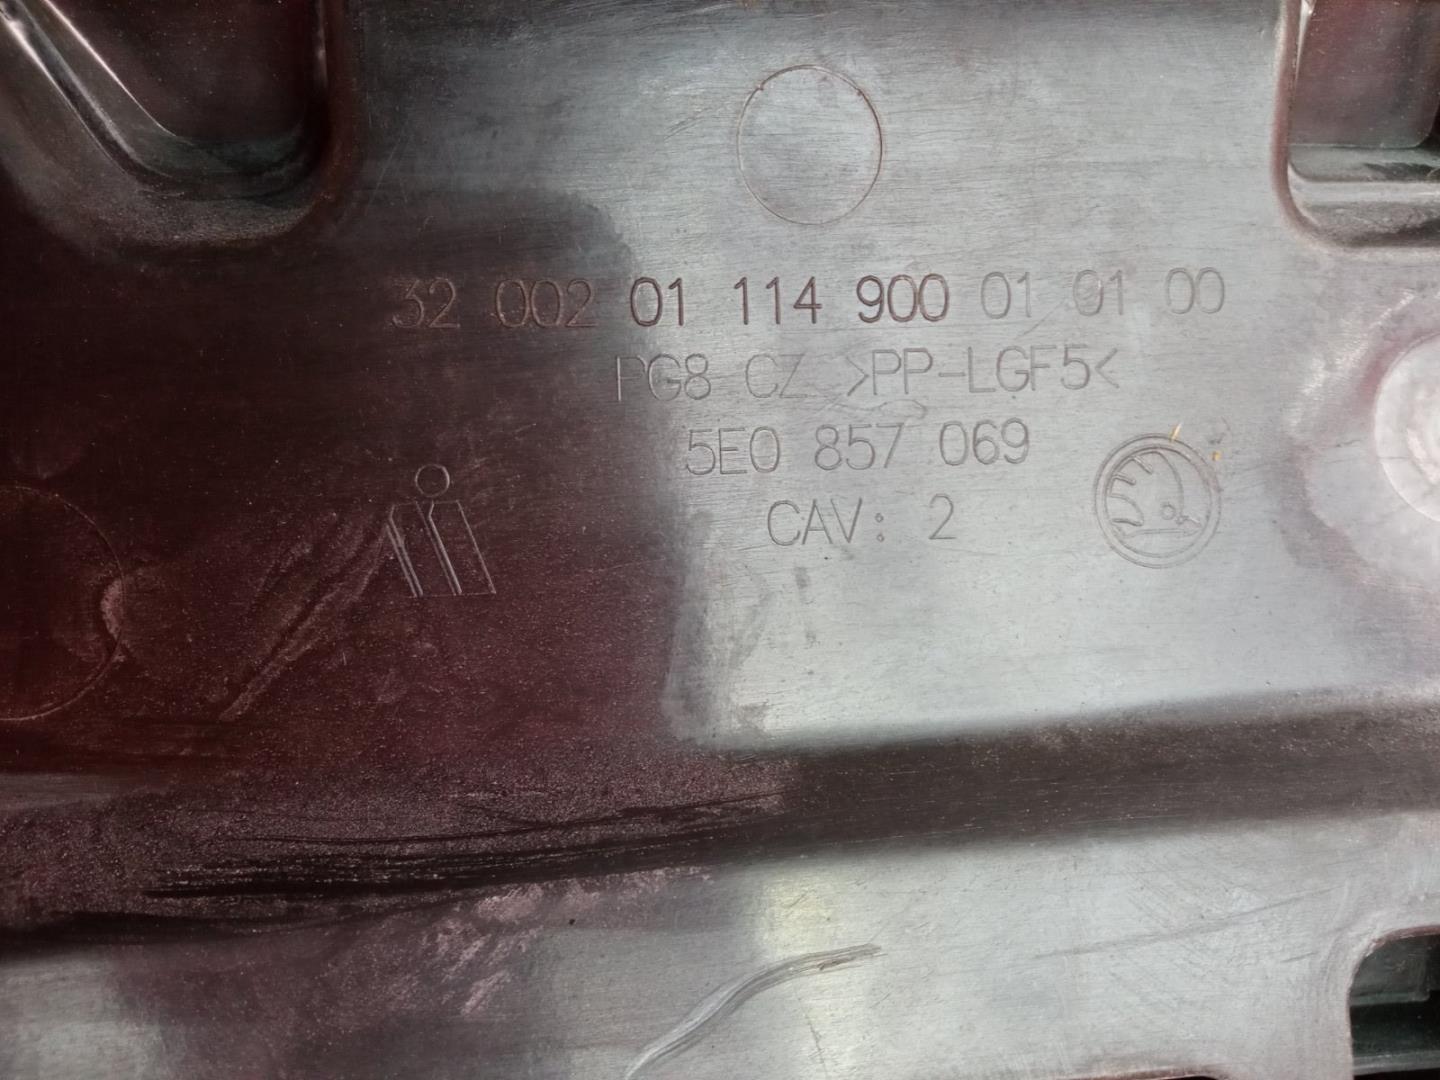 32 002 01 114 900 01 01 00
PG8 CZ >PP-LGF5<
5E0 857 069
CAV: 2